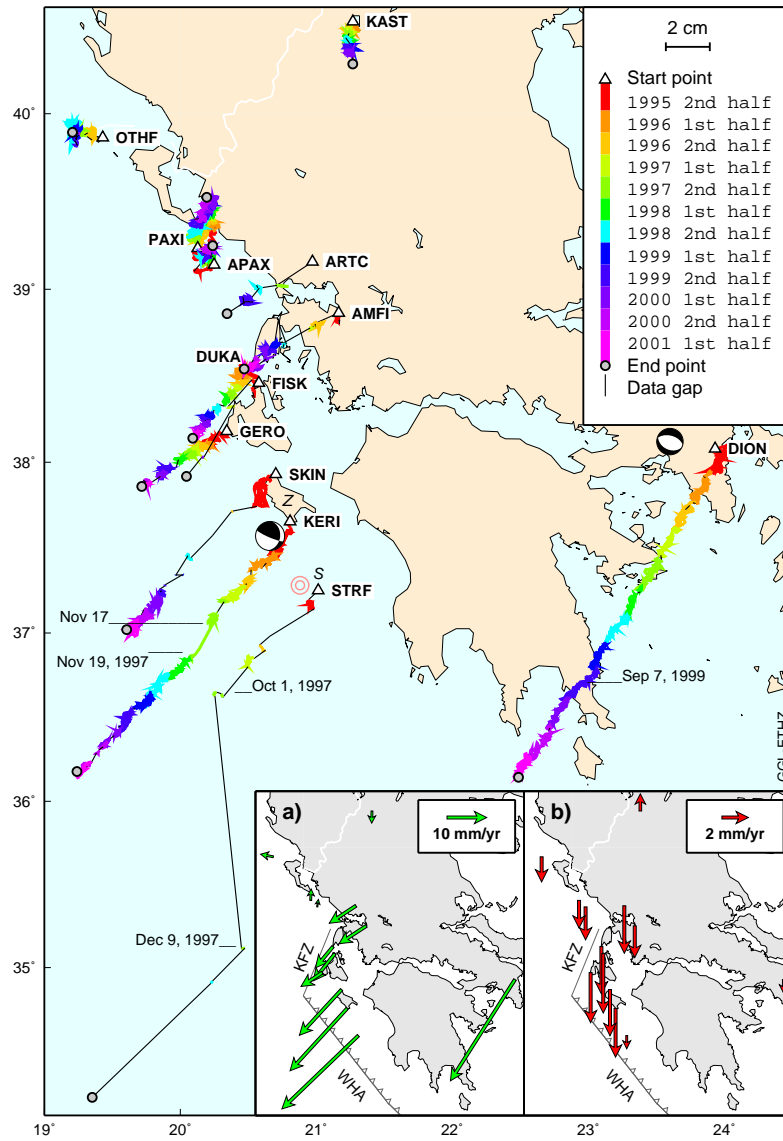 KAST
2 cm
Start point
1995 2nd half
1996 1st half
1996 2nd half
1997 1st half
1997 2nd half
1998 1st half
1998 2nd half
1999 1st half
1999 2nd half
2000 1st half
2000 2nd half
2001 1st half
End point
Data gap
40°
OTHF
PAXI
APAX
ARTC
39°
AMFI
DUKA
FISK
GERO
38°
DION
SKIN
Z
KERI
S
STRF
Nov 17
37°
Nov 19, 1997
Oct 1, 1997
Sep 7, 1999
GGL, ETHZ
36°
a)
10 mm/yr
KFZ
WHA
b)
2 mm/yr
KFZ
WHA
Dec 9, 1997
35°
19°
20°
21°
22°
23°
24°